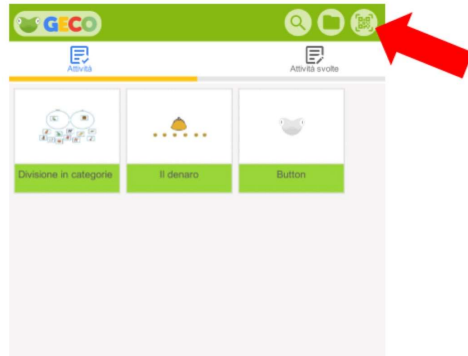 GECO
Attività
Attività svolte
Divisione in categorie
Il denaro
Button